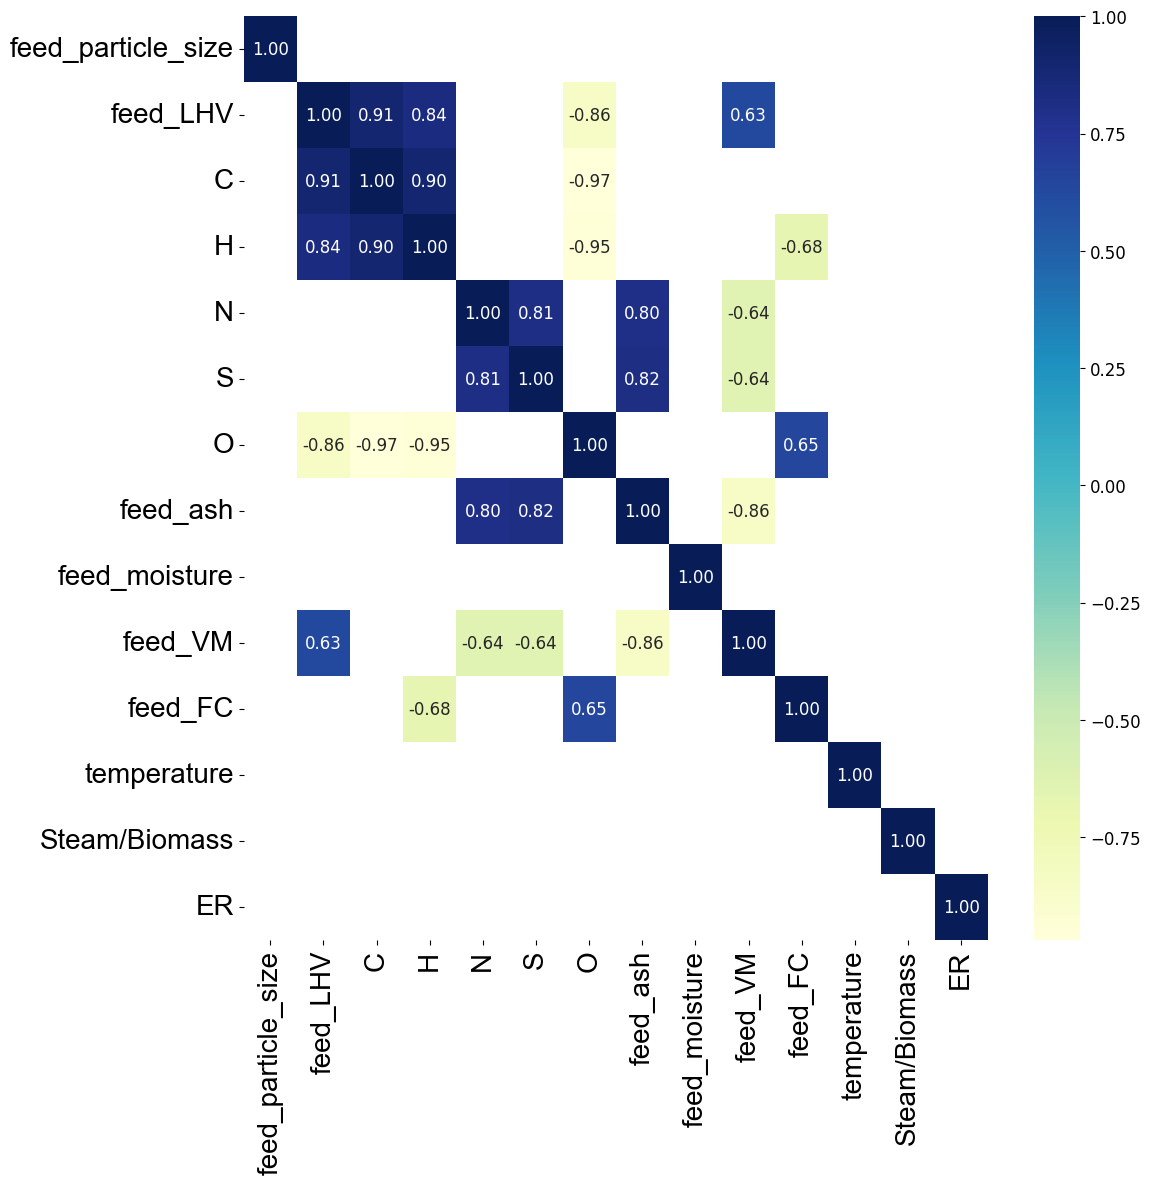 1.00
feed_particle_size 1.00
feed_LHV 1.00 0.91 0.84 -0.86 0.63
0.75
C 0.91 1.00 0.90 -0.97
H 0.84 0.90 1.00 -0.95 -0.68
0.50
N 1.00 0.81 0.80 -0.64
0.25
S 0.81 1.00 0.82 -0.64
O -0.86 -0.97 -0.95 1.00 0.65
0.00
feed_ash 0.80 0.82 1.00 -0.86
feed_moisture 1.00
−0.25
feed_VM 0.63 -0.64 -0.64 -0.86 1.00
feed_FC -0.68 0.65 1.00
−0.50
temperature 1.00
Steam/Biomass 1.00
−0.75
ER 1.00
feed_particle_size
feed_LHV
C
H
N
S
O
feed_ash
feed_moisture
feed_VM
feed_FC
temperature
Steam/Biomass
ER